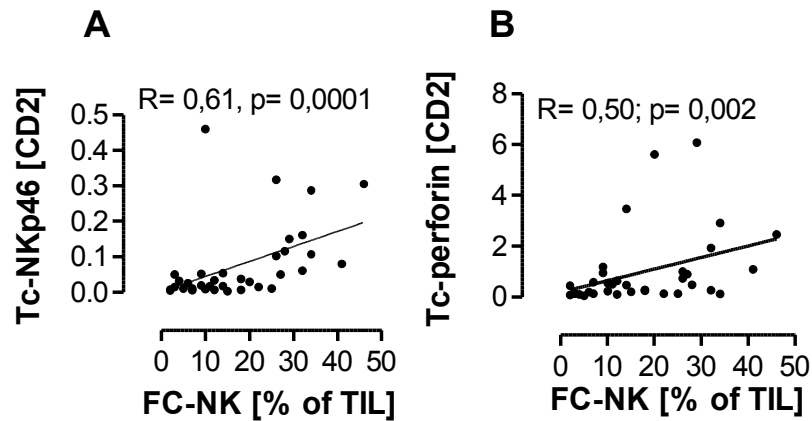 A
R= 0,61, p= 0,0001
Tc-NKp46 [CD2]
0.5
0.4
0.3
0.2
0.1
0.0
0 10 20 30 40 50
FC-NK [% of TIL]
B
R= 0,50; p= 0,002
Tc-perforin [CD2]
8
6
4
2
0
0 10 20 30 40 50
FC-NK [% of TIL]